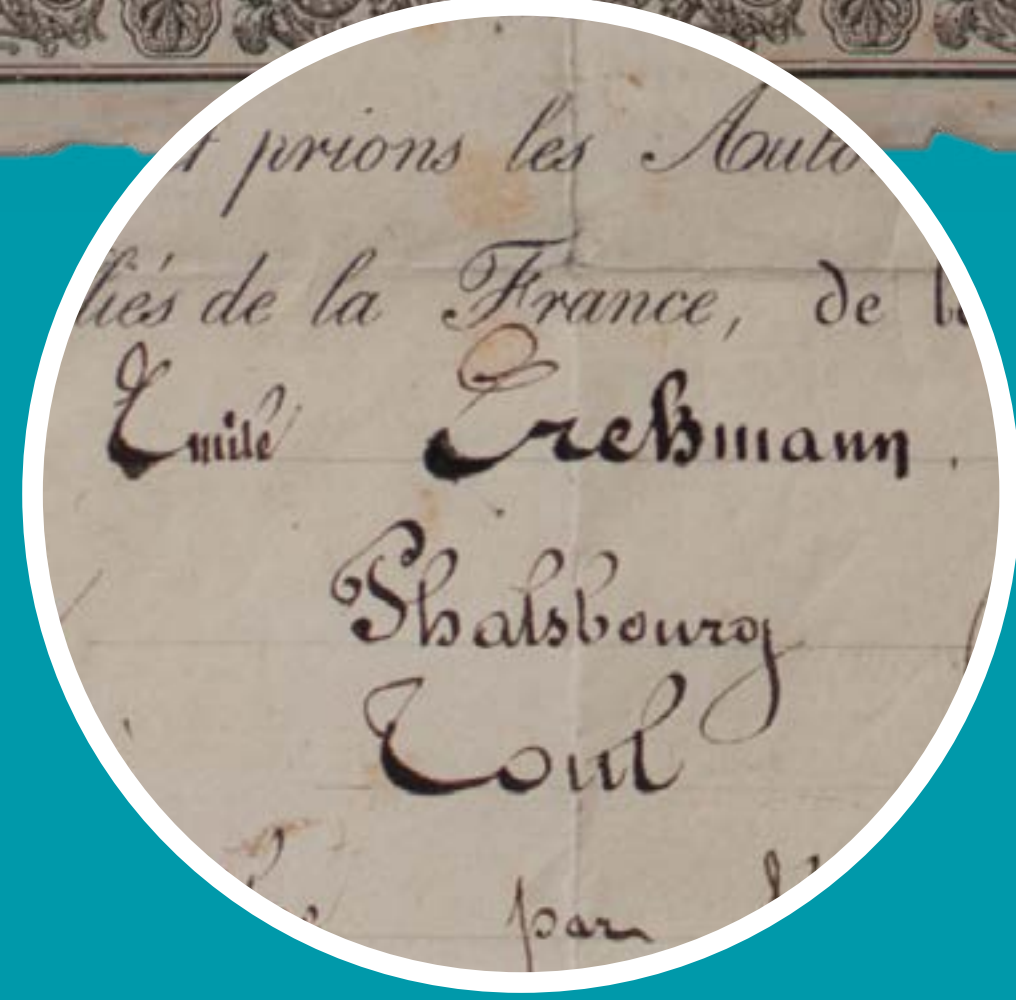 t prions les Auto
liés de la France, de
Emile Erckmann.
Phalsbourg
Toul
par